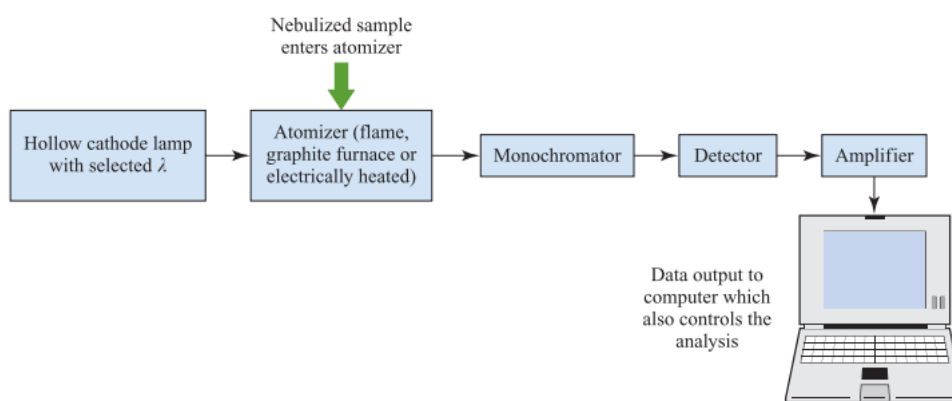 Nebulized sample
enters atomizer
Hollow cathode lamp
with selected λ
Atomizer (flame,
graphite furnace or
electrically heated)
Monochromator
Detector
Amplifier
Data output to
computer which
also controls the
analysis